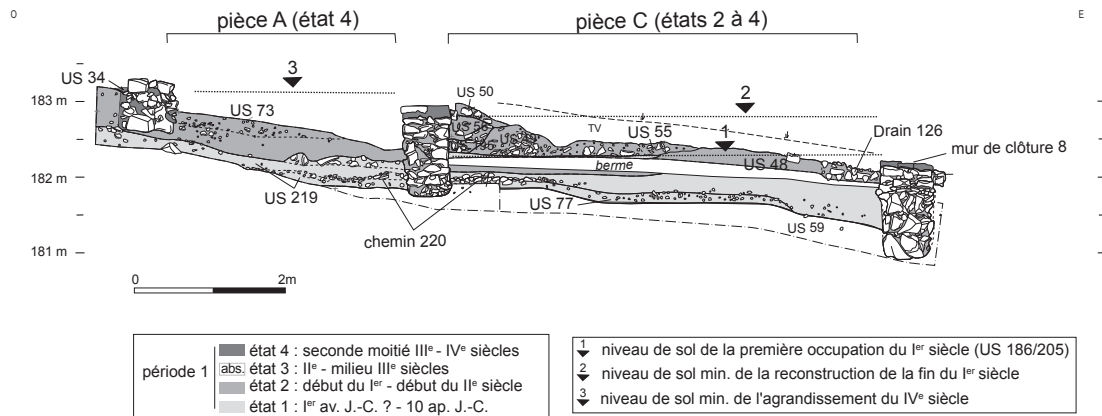 O E
pièce A (état 4) pièce C (états 2 à 4)
3
US 34
183 m
US 73
US 50
2
TV
US 55
1
Drain 126
mur de clôture 8
berme
US 48
182 m
US 219
US 77
chemin 220
US 59
181 m
0 2m
période 1
état 4 : seconde moitié IIIe - IVe siècles
abs. état 3 : IIe - milieu IIIe siècles
état 2 : début du Ier - début du IIe siècle
état 1 : Ier av. J.-C. ? - 10 ap. J.-C.
1 niveau de sol de la première occupation du Ier siècle (US 186/205)
2 niveau de sol min. de la reconstruction de la fin du Ier siècle
3 niveau de sol min. de l'agrandissement du IVe siècle